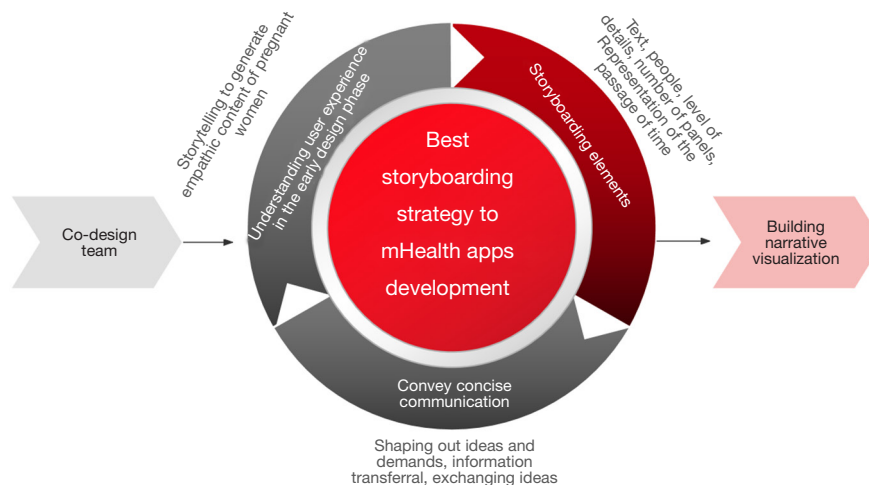 Co-design
team
Storytelling to generate
empathic content of pregnant
women
Understanding user experience
in the early design phase
Best
storyboarding
strategy to
mHealth apps
development
Storyboarding elements
Text, people, level of
details, number of panels,
Representation of the
passage of time
Convey concise
communication
Shaping out ideas and
demands, information
transferral, exchanging ideas
Building
narrative
visualization